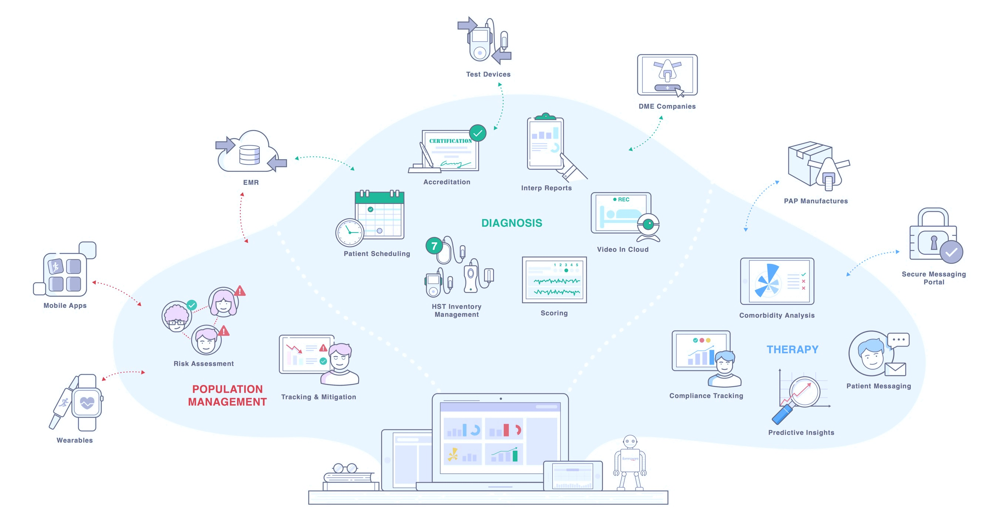 Test Devices
DME Companies
EMR
CERTIFICATION
Accreditation
Interp Reports
PAP Manufactures
REC
DIAGNOSIS
Patient Scheduling
Video In Cloud
7
1 2 3 4 5
HST Inventory
Management
Scoring
Mobile Apps
Secure Messaging
Portal
Comorbidity Analysis
Risk Assessment
THERAPY
POPULATION
MANAGEMENT
Tracking & Mitigation
Compliance Tracking
Patient Messaging
Wearables
Predictive Insights
somnoware